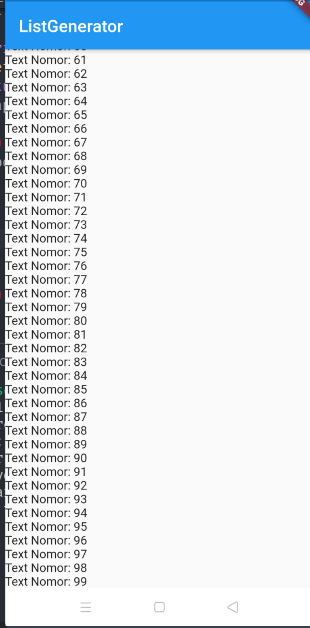 ListGenerator
Text Nomor: 61
Text Nomor: 62
Text Nomor: 63
Text Nomor: 64
Text Nomor: 65
Text Nomor: 66
Text Nomor: 67
Text Nomor: 68
Text Nomor: 69
Text Nomor: 70
Text Nomor: 71
Text Nomor: 72
Text Nomor: 73
Text Nomor: 74
Text Nomor: 75
Text Nomor: 76
Text Nomor: 77
Text Nomor: 78
Text Nomor: 79
Text Nomor: 80
Text Nomor: 81
Text Nomor: 82
Text Nomor: 83
Text Nomor: 84
Text Nomor: 85
Text Nomor: 86
Text Nomor: 87
Text Nomor: 88
Text Nomor: 89
Text Nomor: 90
Text Nomor: 91
Text Nomor: 92
Text Nomor: 93
Text Nomor: 94
Text Nomor: 95
Text Nomor: 96
Text Nomor: 97
Text Nomor: 98
Text Nomor: 99